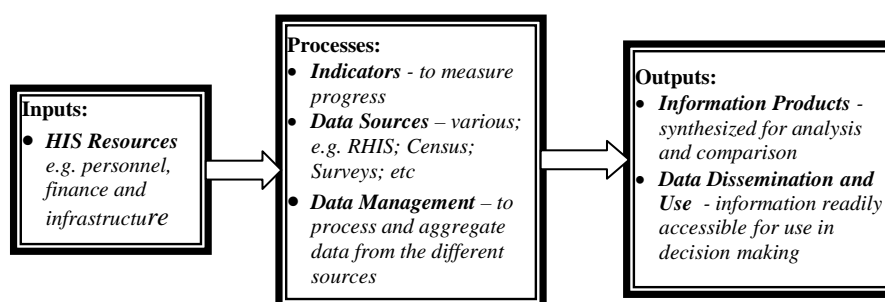 Inputs:
• HIS Resources
e.g. personnel,
finance and
infrastructure
Processes:
• Indicators - to measure
progress
• Data Sources – various;
e.g. RHIS; Census;
Surveys; etc
• Data Management – to
process and aggregate
data from the different
sources
Outputs:
• Information Products -
synthesized for analysis
and comparison
• Data Dissemination and
Use - information readily
accessible for use in
decision making